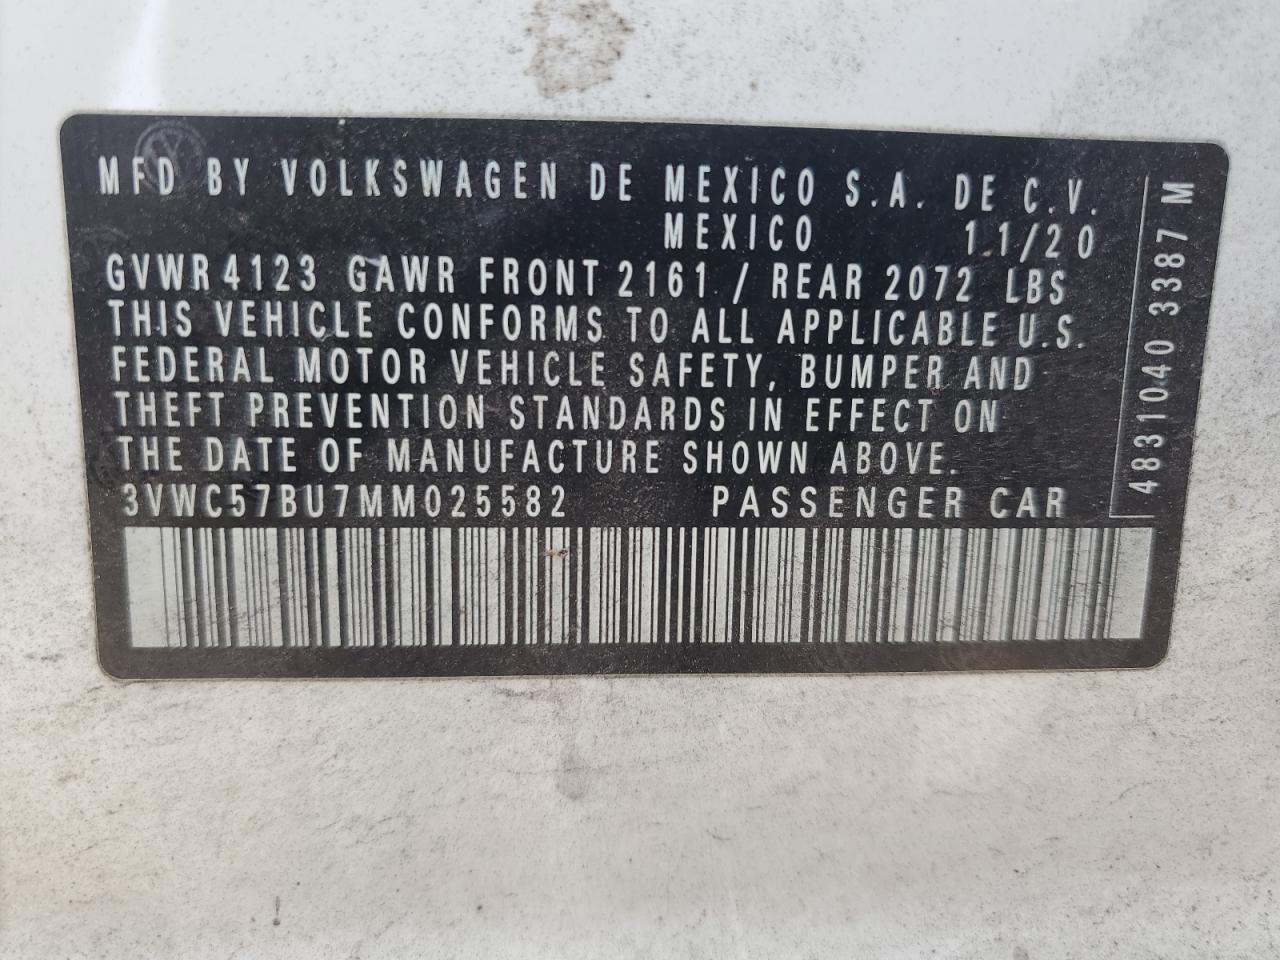 MFD BY VOLKSWAGEN DE MEXICO S.A. DE C.V.
MEXICO 11/20
GVWR 4123 GAWR FRONT 2161 / REAR 2072 LBS
THIS VEHICLE CONFORMS TO ALL APPLICABLE U.S.
FEDERAL MOTOR VEHICLE SAFETY, BUMPER AND
THEFT PREVENTION STANDARDS IN EFFECT ON
THE DATE OF MANUFACTURE SHOWN ABOVE.
3VWC57BU7MM025582 PASSENGER CAR
4831040 3387 M